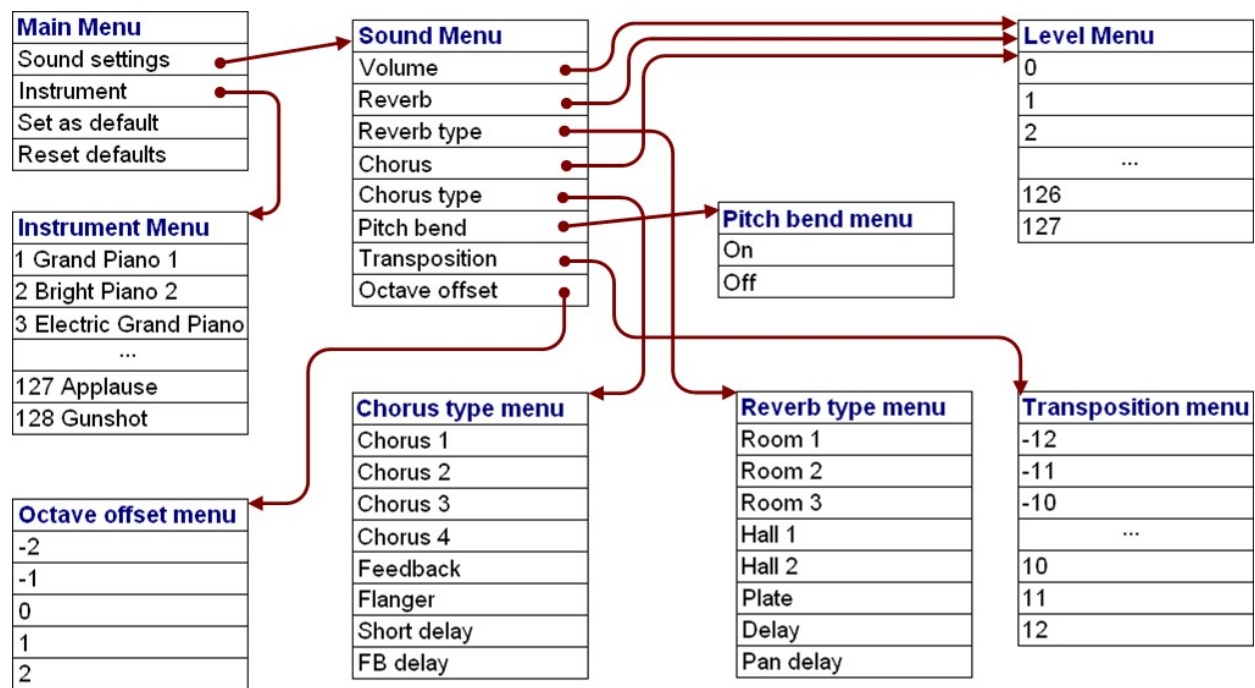 Main Menu
Sound settings
Instrument
Set as default
Reset defaults
Instrument Menu
1 Grand Piano 1
2 Bright Piano 2
3 Electric Grand Piano
...
127 Applause
128 Gunshot
Octave offset menu
-2
-1
0
1
2
Sound Menu
Volume
Reverb
Reverb type
Chorus
Chorus type
Pitch bend
Transposition
Octave offset
Chorus type menu
Chorus 1
Chorus 2
Chorus 3
Chorus 4
Feedback
Flanger
Short delay
FB delay
Pitch bend menu
On
Off
Reverb type menu
Room 1
Room 2
Room 3
Hall 1
Hall 2
Plate
Delay
Pan delay
Level Menu
0
1
2
...
126
127
Transposition menu
-12
-11
-10
...
10
11
12